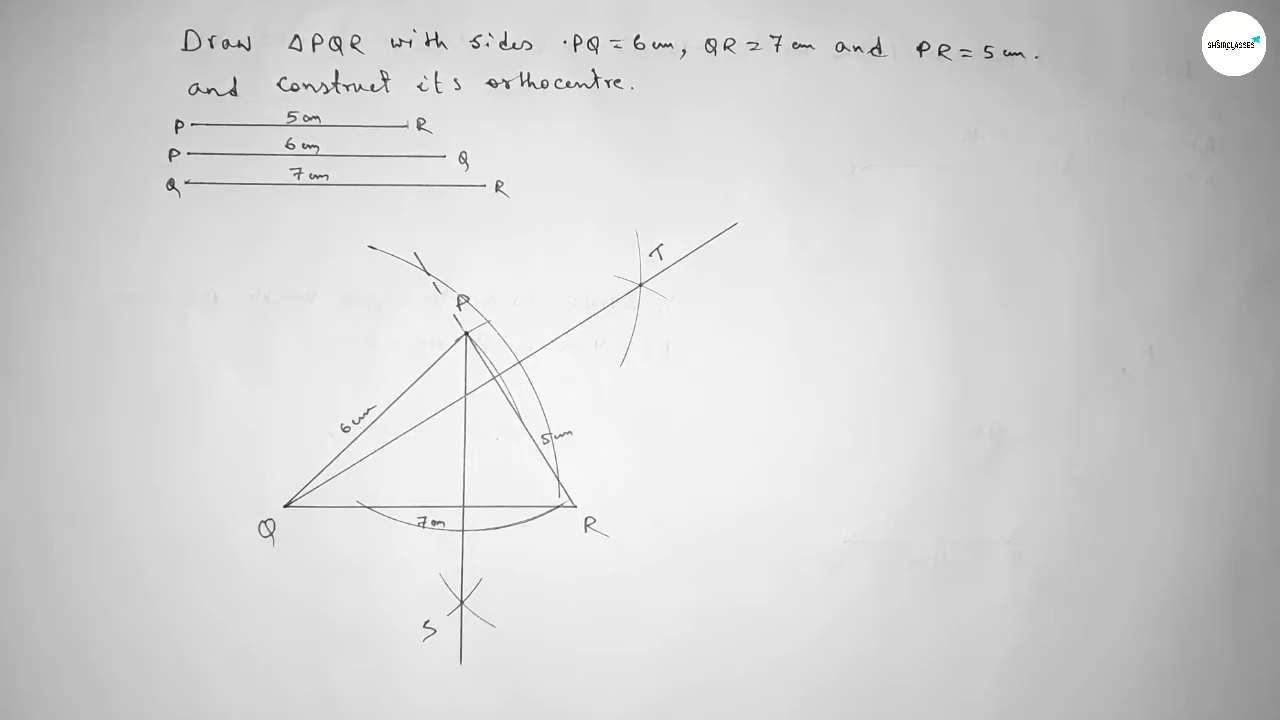 Draw ΔPQR with sides PQ = 6 cm, QR = 7 cm and PR = 5 cm.
and construct its orthocentre.
P 5 cm R
P 6 cm Q
Q 7 cm R
T
P
6 cm
5 cm
Q 7 cm R
S
SHSIRCLASSES